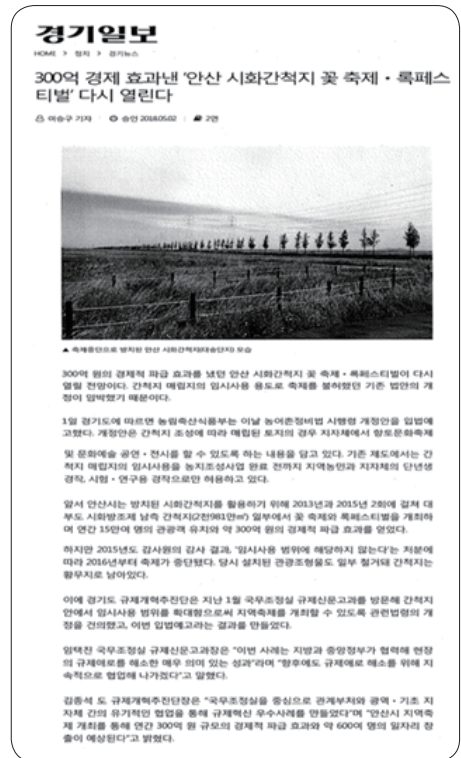 경기일보
HOME > 정치 > 경기뉴스
300억 경제 효과낸 '안산 시화간척지 꽃 축제·록페스
티벌' 다시 열린다
이승구 기자 승인 2018.05.02 2면
▲ 축제중단으로 방치된 안산 시화간척지(대송단지) 모습
300억 원의 경제적 파급 효과를 냈던 안산 시화간척지 꽃 축제·록페스티벌이 다시
열릴 전망이다. 간척지 매립지의 임시사용 용도로 축제를 불허했던 기존 법안의 개
정이 임박했기 때문이다.
1일 경기도에 따르면 농림축산식품부는 이날 농어촌정비법 시행령 개정안을 입법예
고했다. 개정안은 간척지 조성에 따라 매립된 토지의 경우 지자체에서 향토문화축제
및 문화예술 공연·전시를 할 수 있도록 하는 내용을 담고 있다. 기존 제도에서는 간
척지 매립지의 임시사용을 농지조성사업 완료 전까지 지역농민과 지자체의 단년생
경작, 시험·연구용 경작으로만 허용하고 있다.
앞서 안산시는 방치된 시화간척지를 활용하기 위해 2013년과 2015년 2회에 걸쳐 대
부도 시화방조제 남측 간척지(2천981만㎡) 일부에서 꽃 축제와 록페스티벌을 개최하
며 연간 15만여 명의 관광객 유치와 약 300억 원의 경제적 파급 효과를 얻었다.
하지만 2015년도 감사원의 감사 결과, '임시사용 범위에 해당하지 않는다'는 처분에
따라 2016년부터 축제가 중단됐다. 당시 설치된 관광조형물도 일부 철거돼 간척지는
황무지로 남아있다.
이에 경기도 규제개혁추진단은 지난 1월 국무조정실 규제신문고과를 방문해 간척지
안에서 임시사용 범위를 확대함으로써 지역축제를 개최할 수 있도록 관련법령의 개
정을 건의했고, 이번 입법예고라는 결과를 만들었다.
임택진 국무조정실 규제신문고과장은 "이번 사례는 지방과 중앙정부가 협력해 현장
의 규제애로를 해소한 매우 의미 있는 성과"라며 "향후에도 규제애로 해소를 위해 지
속적으로 협업해 나가겠다"고 말했다.
김종석 도 규제개혁추진단장은 "국무조정실을 중심으로 관계부처와 광역·기초 지
자체 간의 유기적인 협업을 통해 규제혁신 우수사례를 만들었다"며 "안산시 지역축
제 개최를 통해 연간 300억 원 규모의 경제적 파급 효과와 약 600여 명의 일자리 창
출이 예상된다"고 밝혔다.